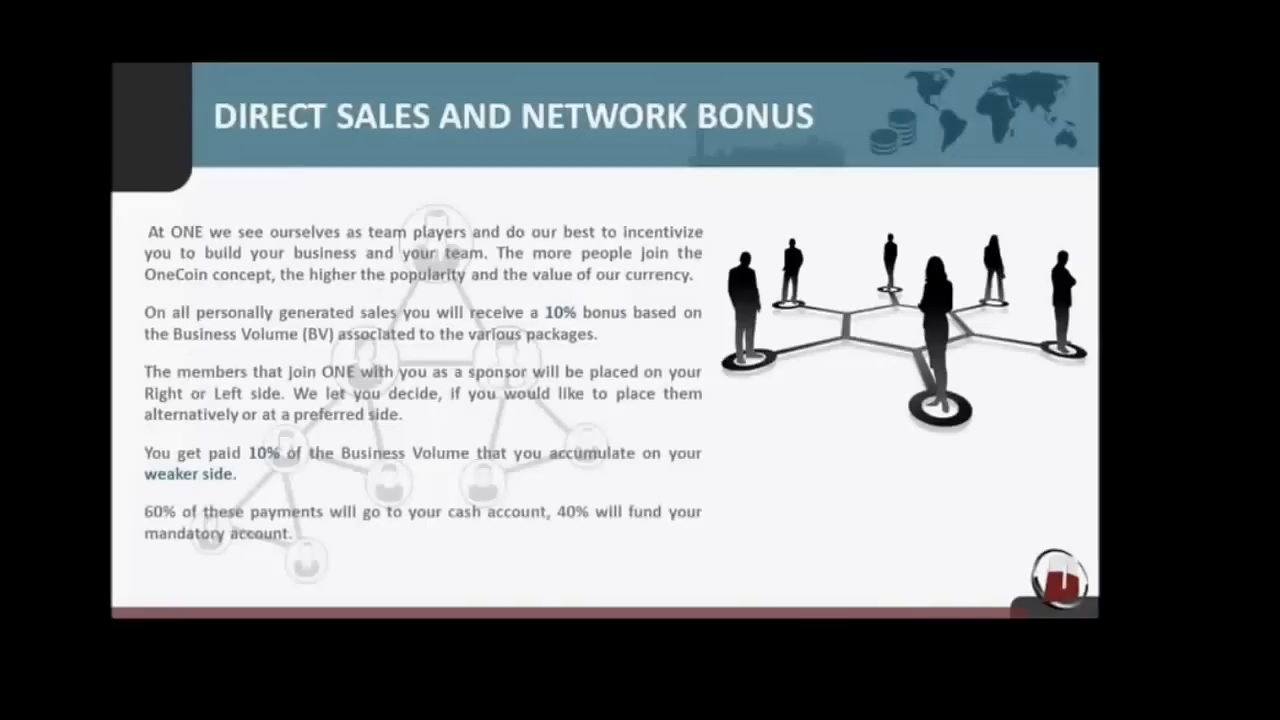 DIRECT SALES AND NETWORK BONUS
At ONE we see ourselves as team players and do our best to incentivize
you to build your business and your team. The more people join the
OneCoin concept, the higher the popularity and the value of our currency.
On all personally generated sales you will receive a 10% bonus based on
the Business Volume (BV) associated to the various packages.
The members that join ONE with you as a sponsor will be placed on your
Right or Left side. We let you decide, if you would like to place them
alternatively or at a preferred side.
You get paid 10% of the Business Volume that you accumulate on your
weaker side.
60% of these payments will go to your cash account, 40% will fund your
mandatory account.